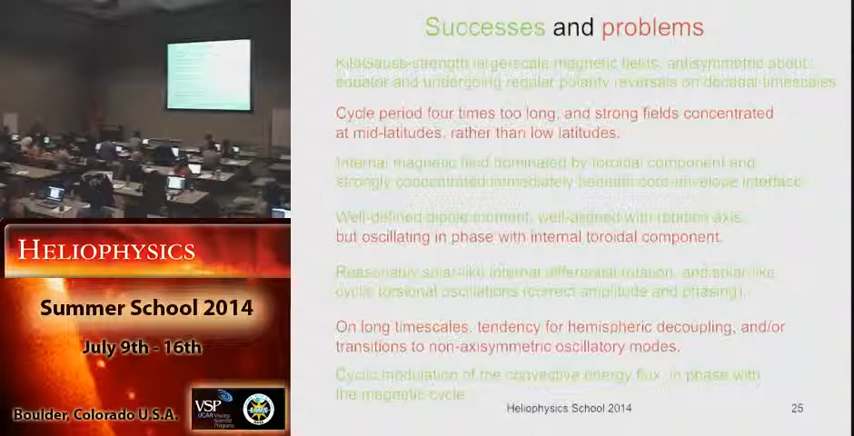 Successes and problems
KiloGauss-strength large-scale magnetic fields, antisymmetric about
equator and undergoing regular polarity reversals on decadal timescales.
Cycle period four times too long, and strong fields concentrated
at mid-latitudes, rather than low latitudes.
Internal magnetic field dominated by toroidal component and
strongly concentrated immediately beneath core-envelope interface.
Well-defined dipole moment, well-aligned with rotation axis,
but oscillating in phase with internal toroidal component.
Reasonably solar-like internal differential rotation, and solar-like
cyclic torsional oscillations (correct amplitude and phasing).
On long timescales, tendency for hemispheric decoupling, and/or
transitions to non-axisymmetric oscillatory modes.
Cyclic modulation of the convective energy flux, in phase with
the magnetic cycle
Heliophysics School 2014
25
HELIOPHYSICS
Summer School 2014
July 9th - 16th
Boulder, Colorado U.S.A.
VSP
UCAR Visiting
Scientist
Programs